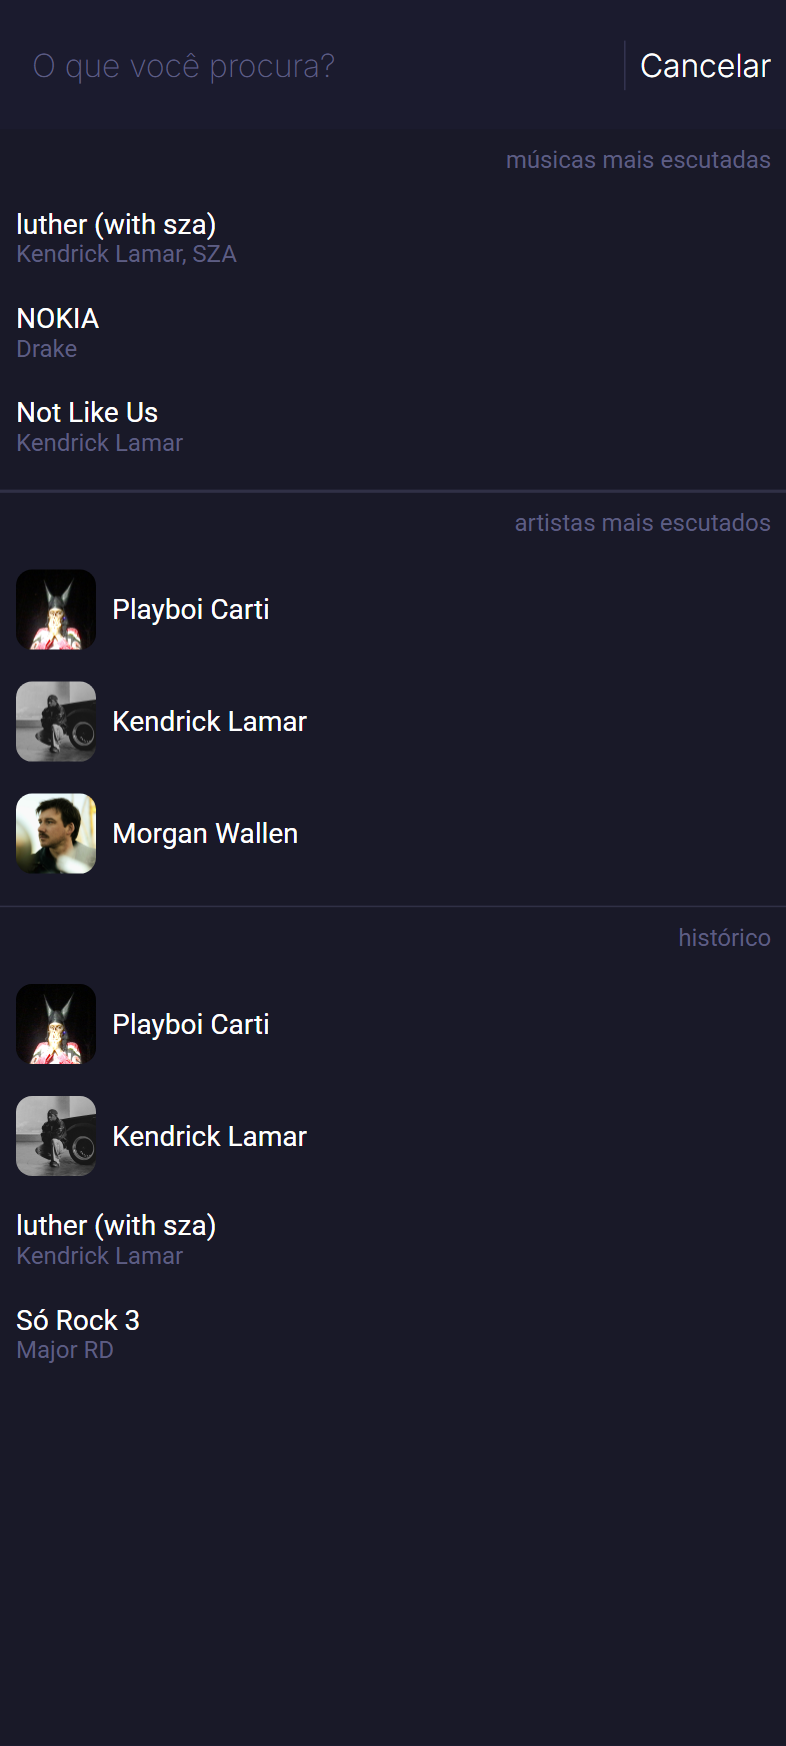 O que você procura?
Cancelar
músicas mais escutadas
luther (with sza)
Kendrick Lamar, SZA
NOKIA
Drake
Not Like Us
Kendrick Lamar
artistas mais escutados
Playboi Carti
Kendrick Lamar
Morgan Wallen
histórico
Playboi Carti
Kendrick Lamar
luther (with sza)
Kendrick Lamar
Só Rock 3
Major RD